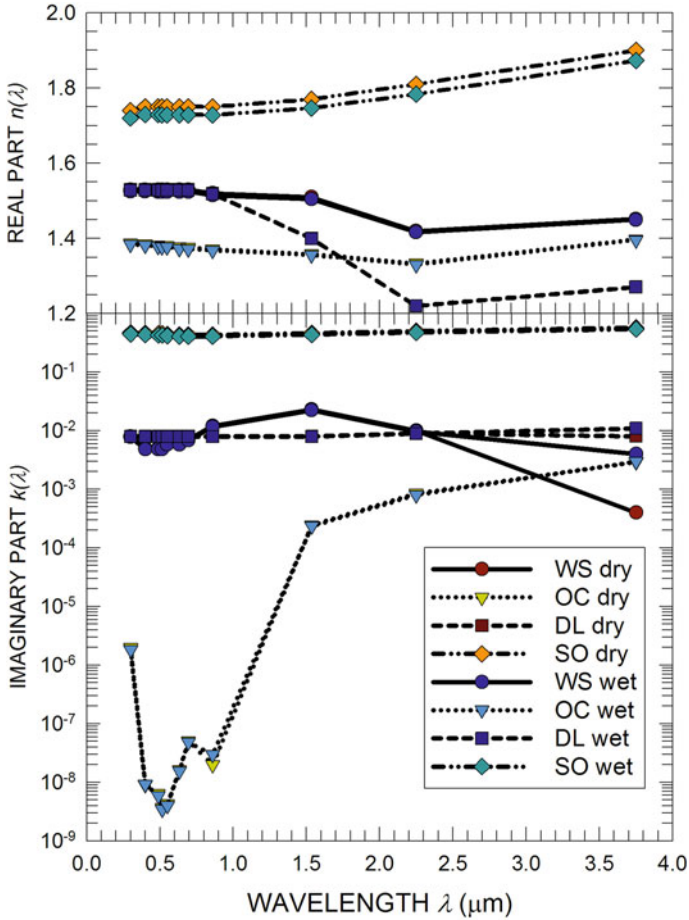 2.0
1.8
1.6
1.4
1.2
REAL PART n(λ)
10-1
10-2
10-3
10-4
10-5
10-6
10-7
10-8
10-9
IMAGINARY PART k(λ)
WS dry
OC dry
DL dry
SO dry
WS wet
OC wet
DL wet
SO wet
0.0 0.5 1.0 1.5 2.0 2.5 3.0 3.5 4.0
WAVELENGTH λ (μm)